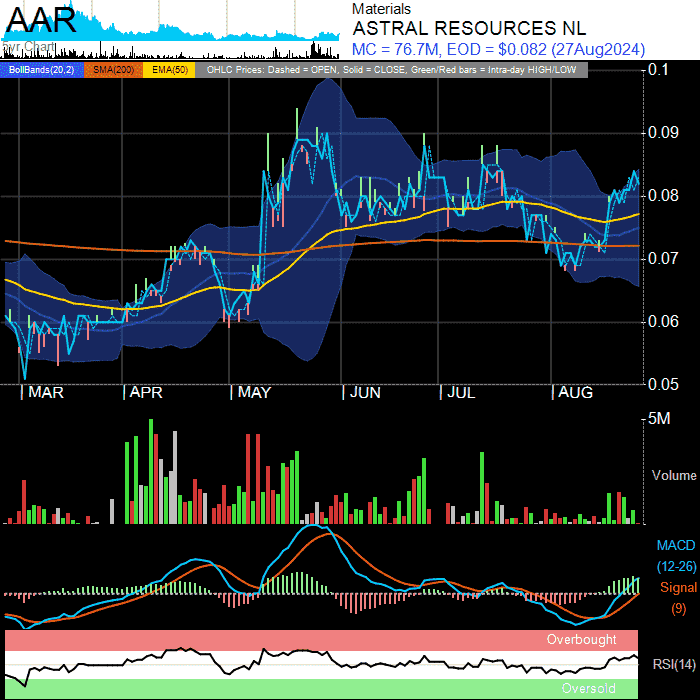 AAR
5yr Chart
Materials
ASTRAL RESOURCES NL
MC = 76.7M, EOD = $0.082 (27Aug2024)
BollBands(20,2) SMA(200) EMA(50) OHLC Prices: Dashed = OPEN, Solid = CLOSE, Green/Red bars = Intra-day HIGH/LOW
0.1
0.09
0.08
0.07
0.06
0.05
MAR APR MAY JUN JUL AUG
5M
Volume
MACD
(12-26)
Signal
(9)
Overbought
RSI(14)
Oversold